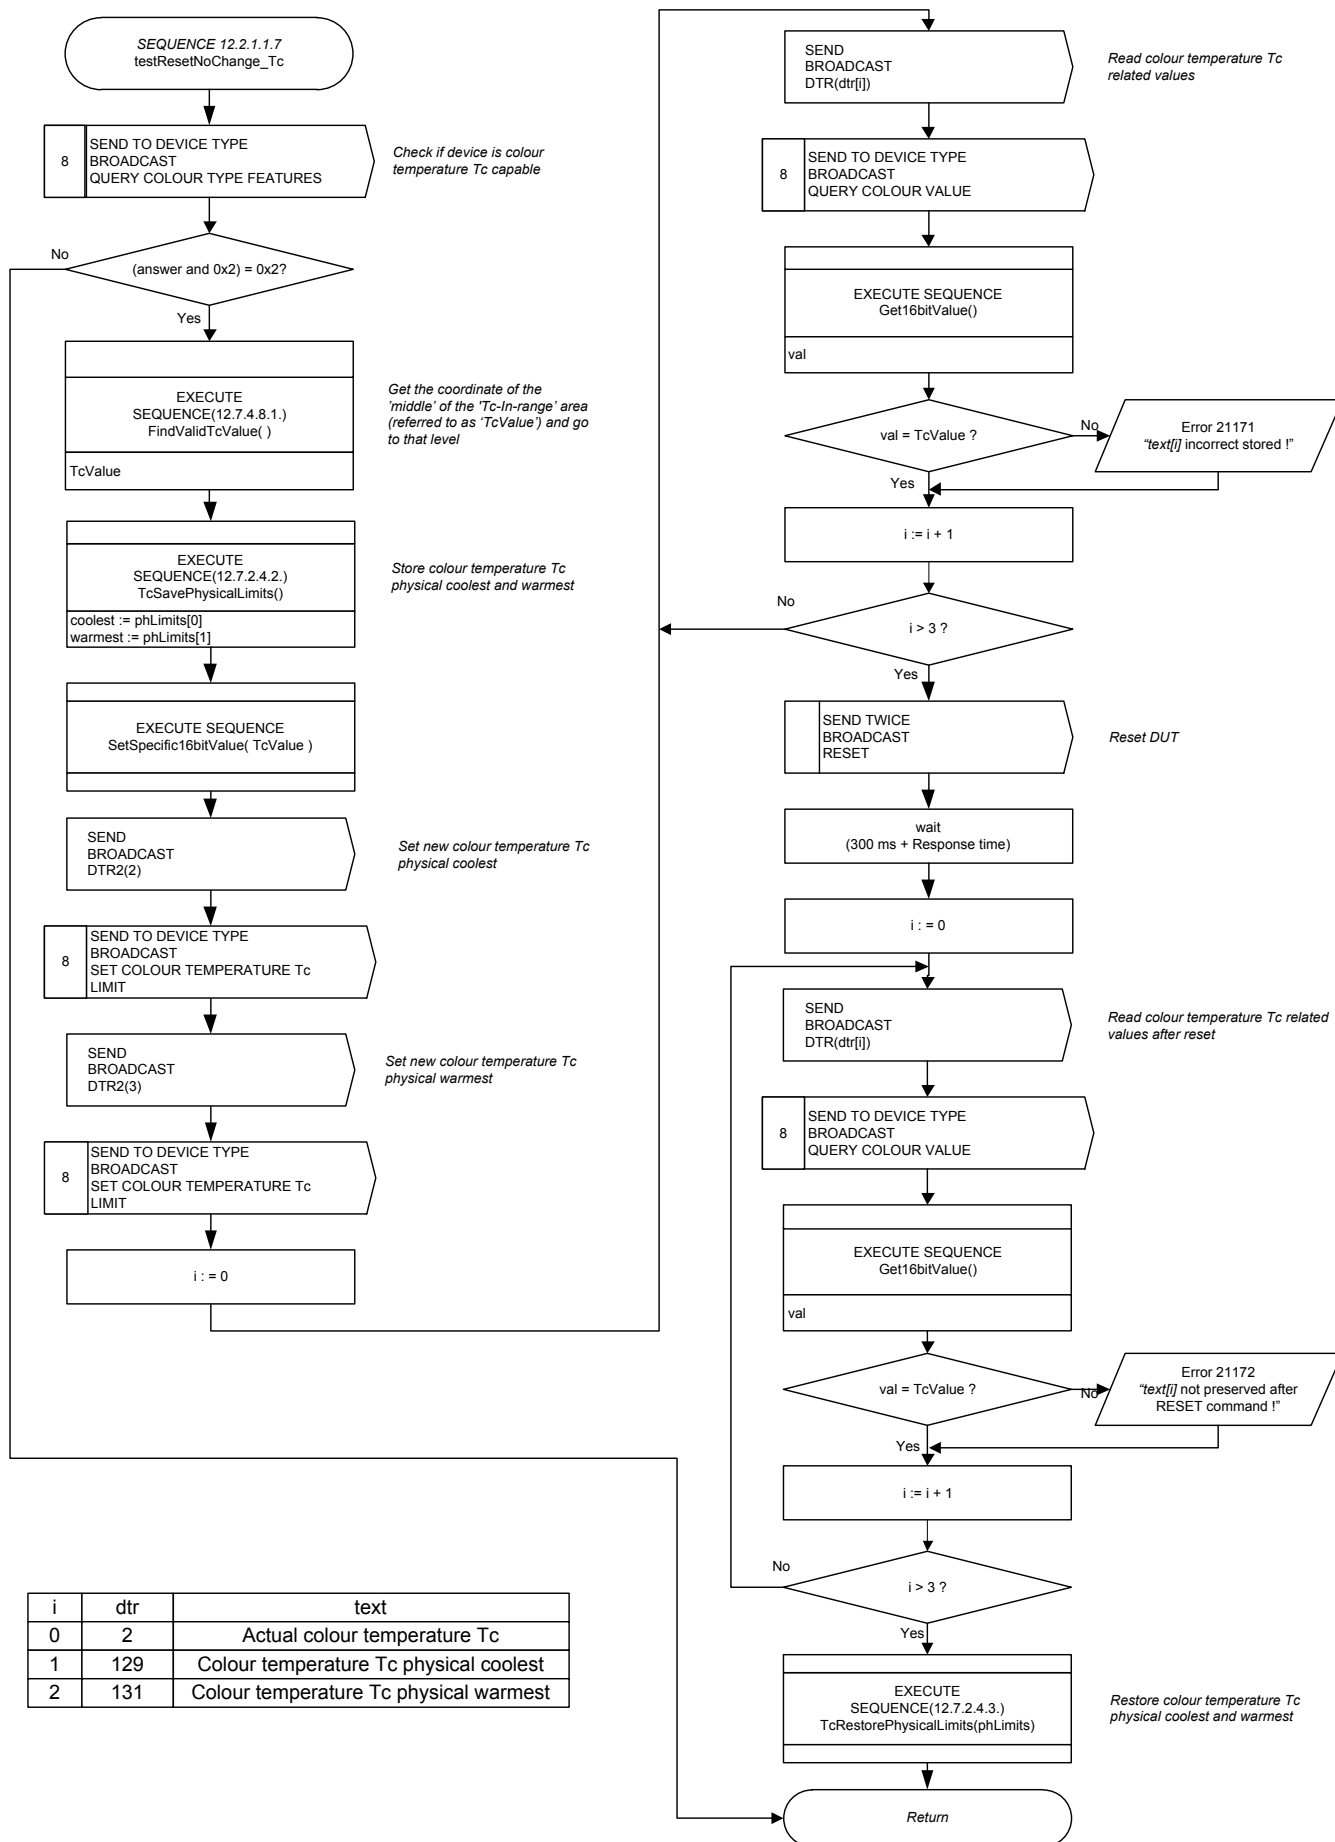 SEQUENCE 12.2.1.1.7
testResetNoChange_Tc
8
SEND TO DEVICE TYPE
BROADCAST
QUERY COLOUR TYPE FEATURES
Check if device is colour
temperature Tc capable
No
(answer and 0x2) = 0x2?
Yes
EXECUTE
SEQUENCE(12.7.4.8.1.)
FindValidTcValue( )
TcValue
Get the coordinate of the
'middle' of the 'Tc-In-range' area
(referred to as 'TcValue') and go
to that level
EXECUTE
SEQUENCE(12.7.2.4.2.)
TcSavePhysicalLimits()
coolest := phLimits[0]
warmest := phLimits[1]
Store colour temperature Tc
physical coolest and warmest
EXECUTE SEQUENCE
SetSpecific16bitValue( TcValue )
SEND
BROADCAST
DTR2(2)
Set new colour temperature Tc
physical coolest
8
SEND TO DEVICE TYPE
BROADCAST
SET COLOUR TEMPERATURE Tc
LIMIT
SEND
BROADCAST
DTR2(3)
Set new colour temperature Tc
physical warmest
8
SEND TO DEVICE TYPE
BROADCAST
SET COLOUR TEMPERATURE Tc
LIMIT
i : = 0
SEND
BROADCAST
DTR(dtr[i])
Read colour temperature Tc
related values
8
SEND TO DEVICE TYPE
BROADCAST
QUERY COLOUR VALUE
EXECUTE SEQUENCE
Get16bitValue()
val
val = TcValue ?
No
Error 21171
"text[i] incorrect stored !"
Yes
i := i + 1
No
i > 3 ?
Yes
SEND TWICE
BROADCAST
RESET
Reset DUT
wait
(300 ms + Response time)
i : = 0
SEND
BROADCAST
DTR(dtr[i])
Read colour temperature Tc related
values after reset
8
SEND TO DEVICE TYPE
BROADCAST
QUERY COLOUR VALUE
EXECUTE SEQUENCE
Get16bitValue()
val
val = TcValue ?
No
Error 21172
"text[i] not preserved after
RESET command !"
Yes
i := i + 1
No
i > 3 ?
Yes
EXECUTE
SEQUENCE(12.7.2.4.3.)
TcRestorePhysicalLimits(phLimits)
Restore colour temperature Tc
physical coolest and warmest
Return
i dtr text
0 2 Actual colour temperature Tc
1 129 Colour temperature Tc physical coolest
2 131 Colour temperature Tc physical warmest